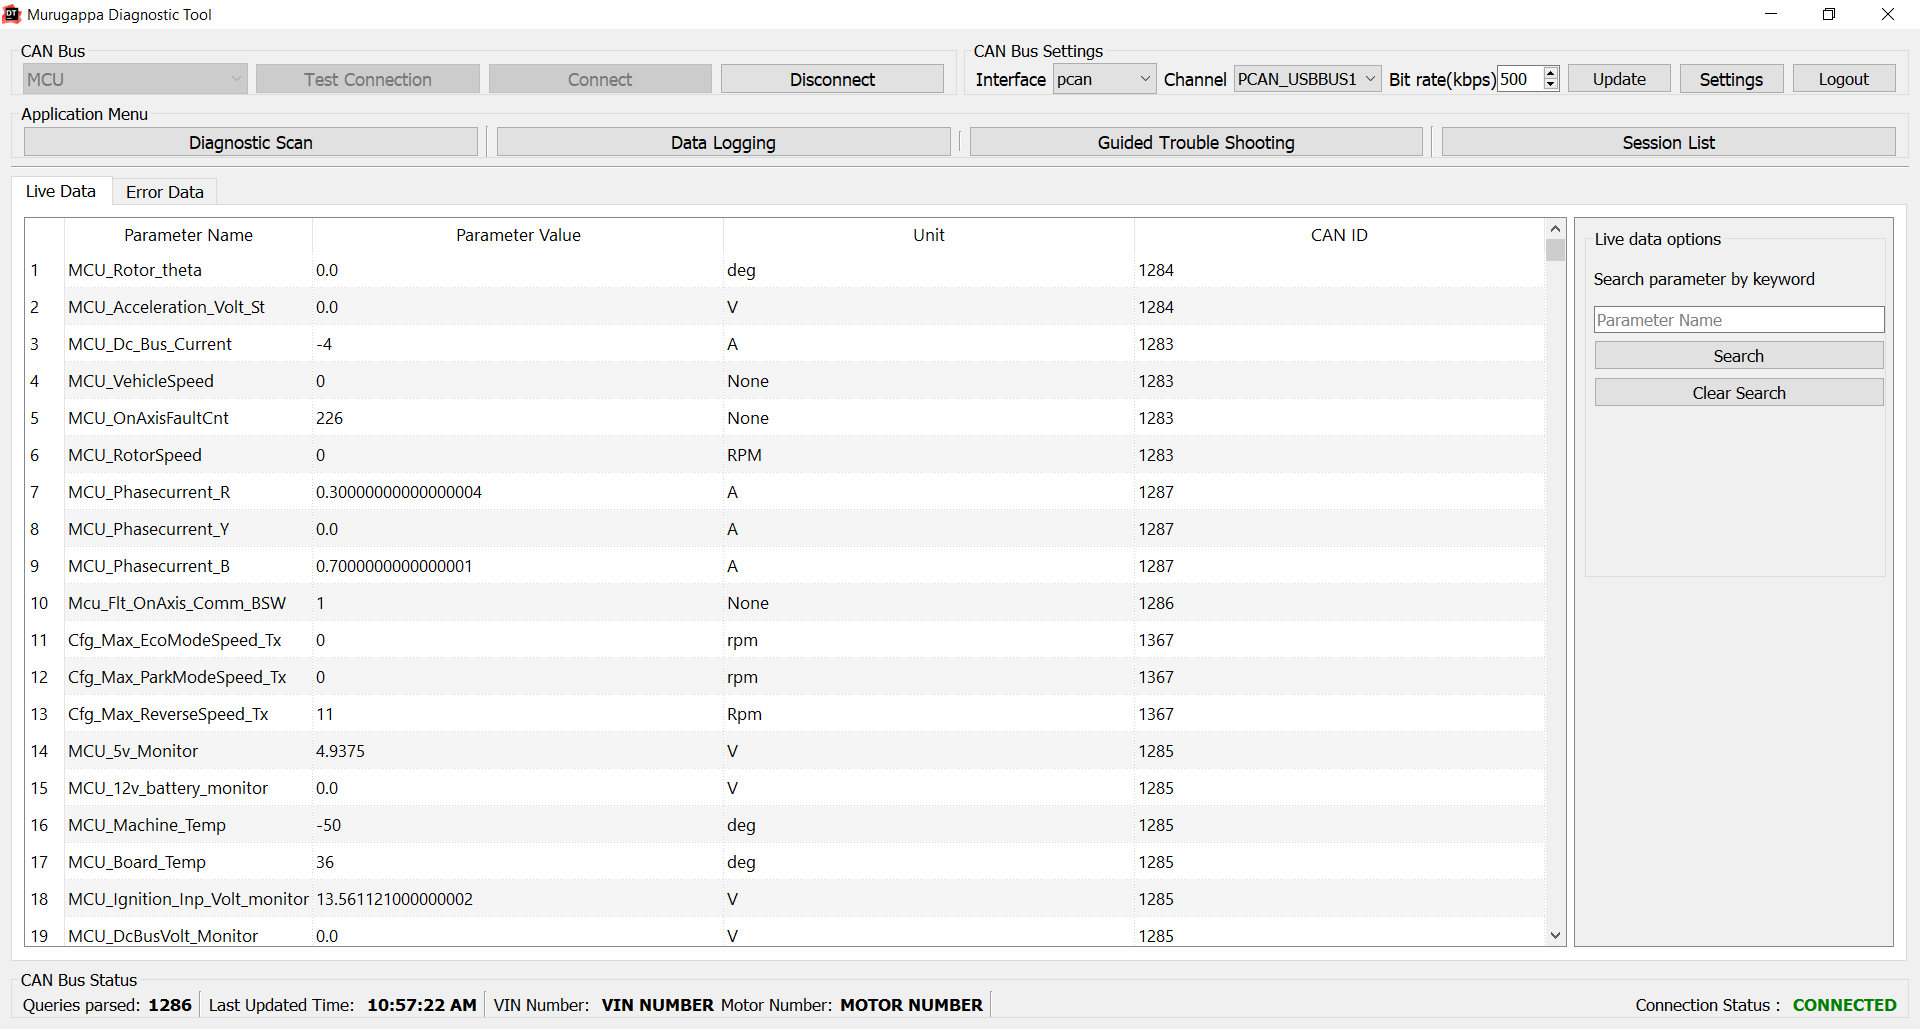 DT Murugappa Diagnostic Tool
CAN Bus
MCU Test Connection Connect Disconnect
CAN Bus Settings
Interface pcan Channel PCAN_USBBUS1 Bit rate(kbps) 500 Update Settings Logout
Application Menu
Diagnostic Scan Data Logging Guided Trouble Shooting Session List
Live Data Error Data
Parameter Name Parameter Value Unit CAN ID
1 MCU_Rotor_theta 0.0 deg 1284
2 MCU_Acceleration_Volt_St 0.0 V 1284
3 MCU_Dc_Bus_Current -4 A 1283
4 MCU_VehicleSpeed 0 None 1283
5 MCU_OnAxisFaultCnt 226 None 1283
6 MCU_RotorSpeed 0 RPM 1283
7 MCU_Phasecurrent_R 0.30000000000000004 A 1287
8 MCU_Phasecurrent_Y 0.0 A 1287
9 MCU_Phasecurrent_B 0.7000000000000001 A 1287
10 Mcu_Flt_OnAxis_Comm_BSW 1 None 1286
11 Cfg_Max_EcoModeSpeed_Tx 0 rpm 1367
12 Cfg_Max_ParkModeSpeed_Tx 0 rpm 1367
13 Cfg_Max_ReverseSpeed_Tx 11 Rpm 1367
14 MCU_5v_Monitor 4.9375 V 1285
15 MCU_12v_battery_monitor 0.0 V 1285
16 MCU_Machine_Temp -50 deg 1285
17 MCU_Board_Temp 36 deg 1285
18 MCU_Ignition_Inp_Volt_monitor 13.561121000000002 V 1285
19 MCU_DcBusVolt_Monitor 0.0 V 1285
Live data options
Search parameter by keyword
Parameter Name
Search
Clear Search
CAN Bus Status
Queries parsed: 1286 Last Updated Time: 10:57:22 AM VIN Number: VIN NUMBER Motor Number: MOTOR NUMBER Connection Status : CONNECTED